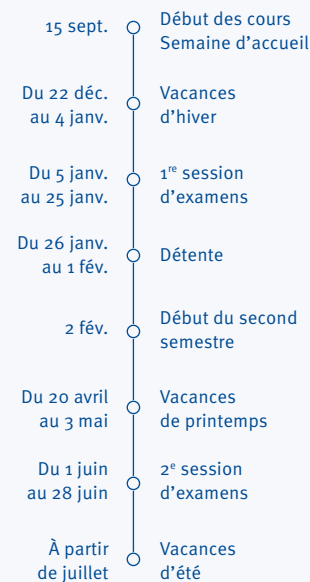 15 sept.
Début des cours
Semaine d'accueil
Du 22 déc.
au 4 janv.
Vacances
d'hiver
Du 5 janv.
au 25 janv.
1re session
d'examens
Du 26 janv.
au 1 fév.
Détente
2 fév.
Début du second
semestre
Du 20 avril
au 3 mai
Vacances
de printemps
Du 1 juin
au 28 juin
2e session
d'examens
À partir
de juillet
Vacances
d'été